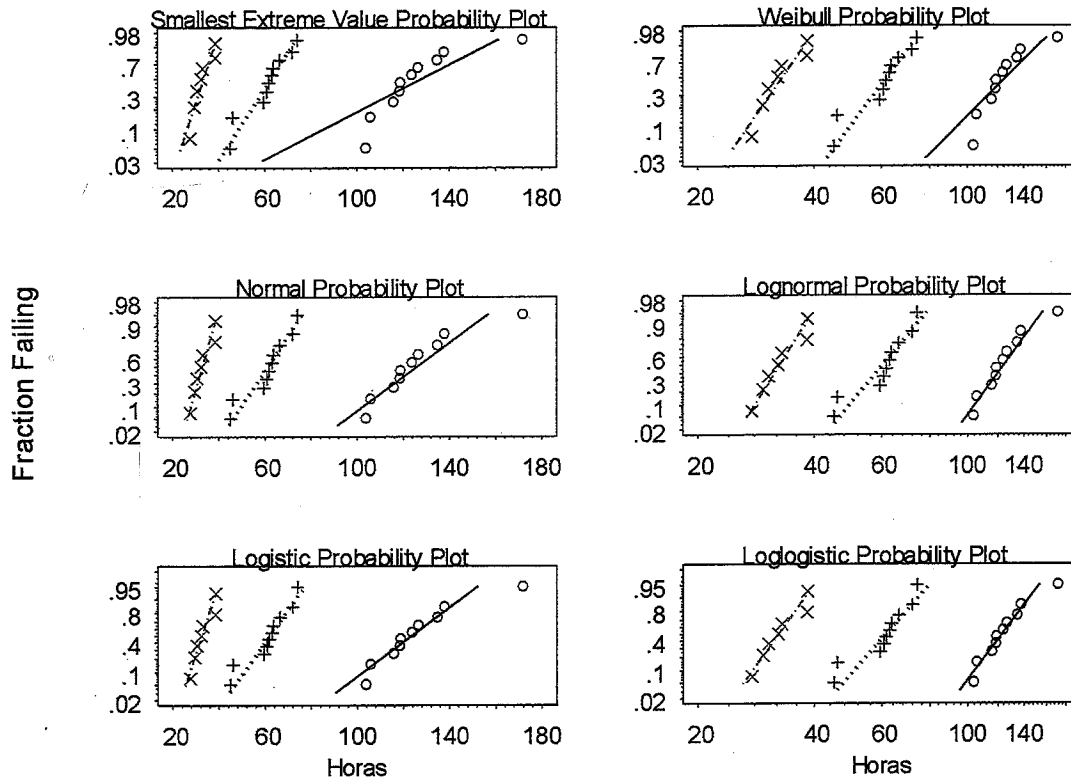 Smallest Extreme Value Probability Plot
.98
.7
.3
.1
.03
20 60 100 140 180
Weibull Probability Plot
.98
.7
.3
.1
.03
20 40 60 100 140
Fraction Failing
Normal Probability Plot
.98
.9
.6
.3
.1
.02
20 60 100 140 180
Lognormal Probability Plot
.98
.9
.6
.3
.1
.02
20 40 60 100 140
Logistic Probability Plot
.95
.8
.4
.1
.02
20 60 100 140 180
Horas
Loglogistic Probability Plot
.95
.8
.4
.1
.02
20 40 60 100 140
Horas